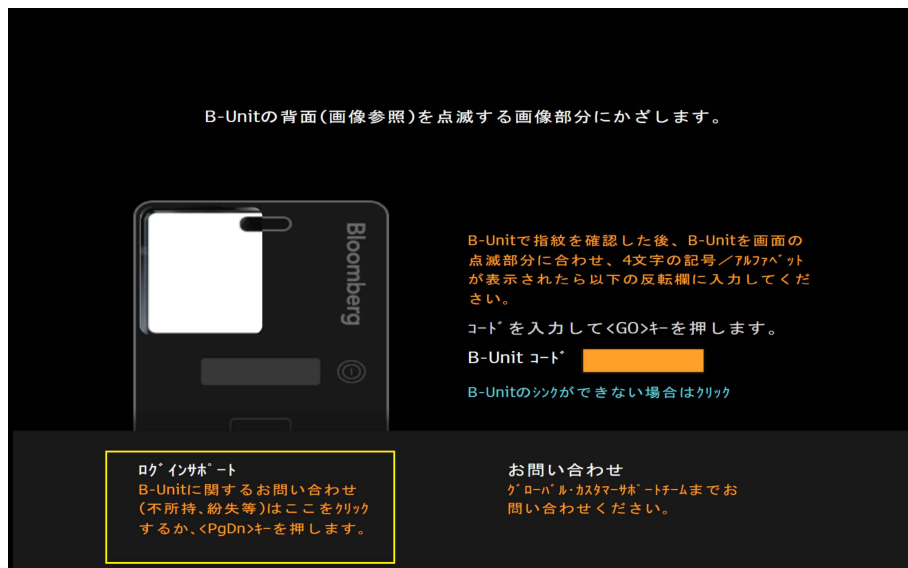 B-Unitの背面(画像参照)を点滅する画像部分にかざします。
Bloomberg
B-Unitで指紋を確認した後、B-Unitを画面の
点滅部分に合わせ、4文字の記号／ｱﾙﾌｧﾍﾞｯﾄ
が表示されたら以下の反転欄に入力してくだ
さい。
ｺｰﾄﾞを入力して<GO>ｷｰを押します。
B-Unit ｺｰﾄﾞ
B-Unitのｼﾝｸができない場合はｸﾘｯｸ
ﾛｸﾞｲﾝｻﾎﾟｰﾄ
B-Unitに関するお問い合わせ
(不所持､紛失等)はここをｸﾘｯｸ
するか､<PgDn>ｷｰを押します。
お問い合わせ
ｸﾞﾛｰﾊﾞﾙ･ｶｽﾀﾏｰｻﾎﾟｰﾄﾁｰﾑまでお
問い合わせください。